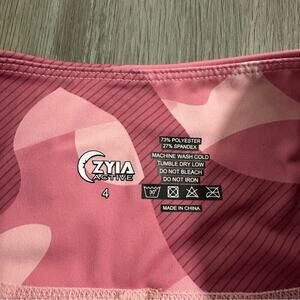 ZYIA
ACTIVE
4
73% POLYESTER
27% SPANDEX
MACHINE WASH COLD
TUMBLE DRY LOW
DO NOT BLEACH
DO NOT IRON
MADE IN CHINA